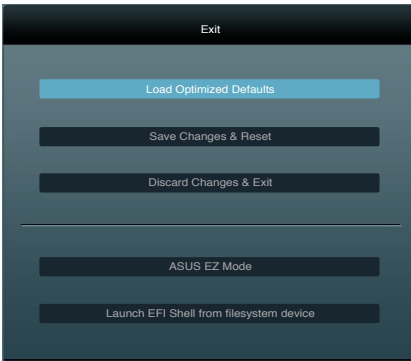 Exit
Load Optimized Defaults
Save Changes & Reset
Discard Changes & Exit
ASUS EZ Mode
Launch EFI Shell from filesystem device